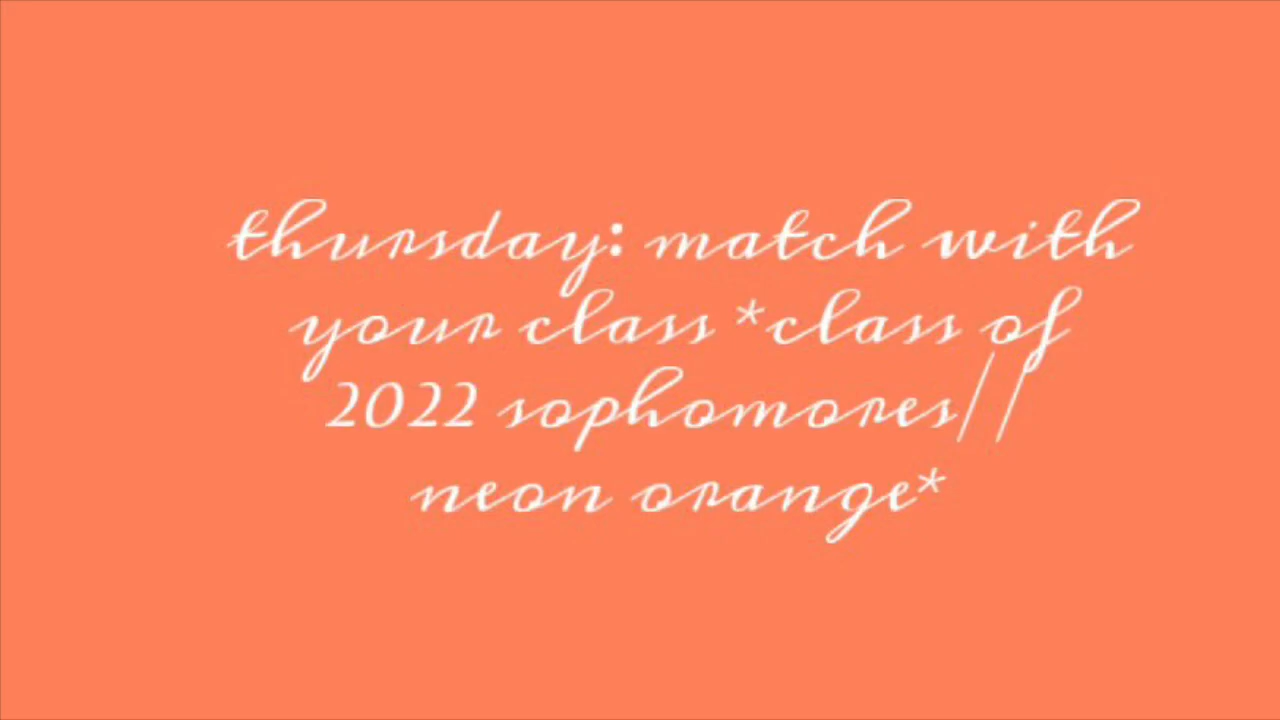 thursday: match with
your class *class of
2022 sophomores//
neon orange*